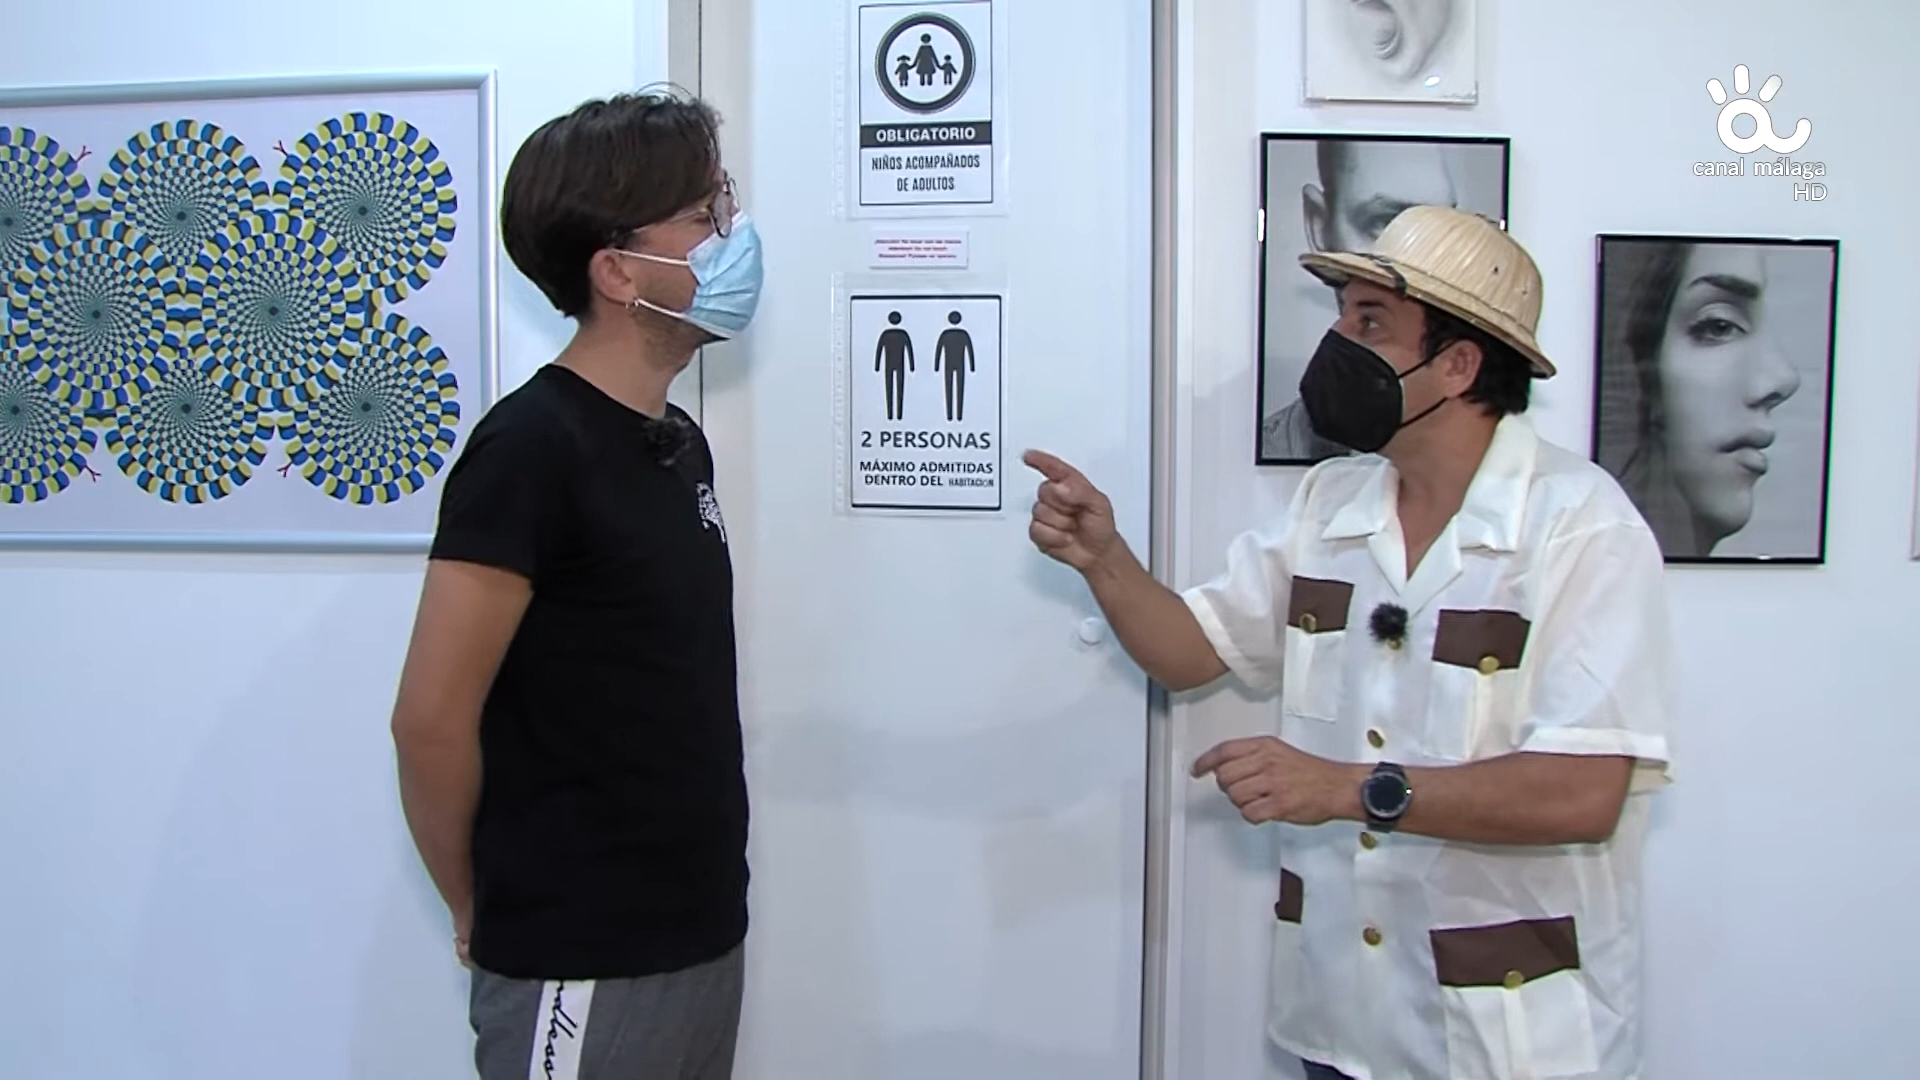 OBLIGATORIO
NIÑOS ACOMPAÑADOS
DE ADULTOS
2 PERSONAS
MÁXIMO ADMITIDAS
DENTRO DEL HABITACION
canal málaga
HD